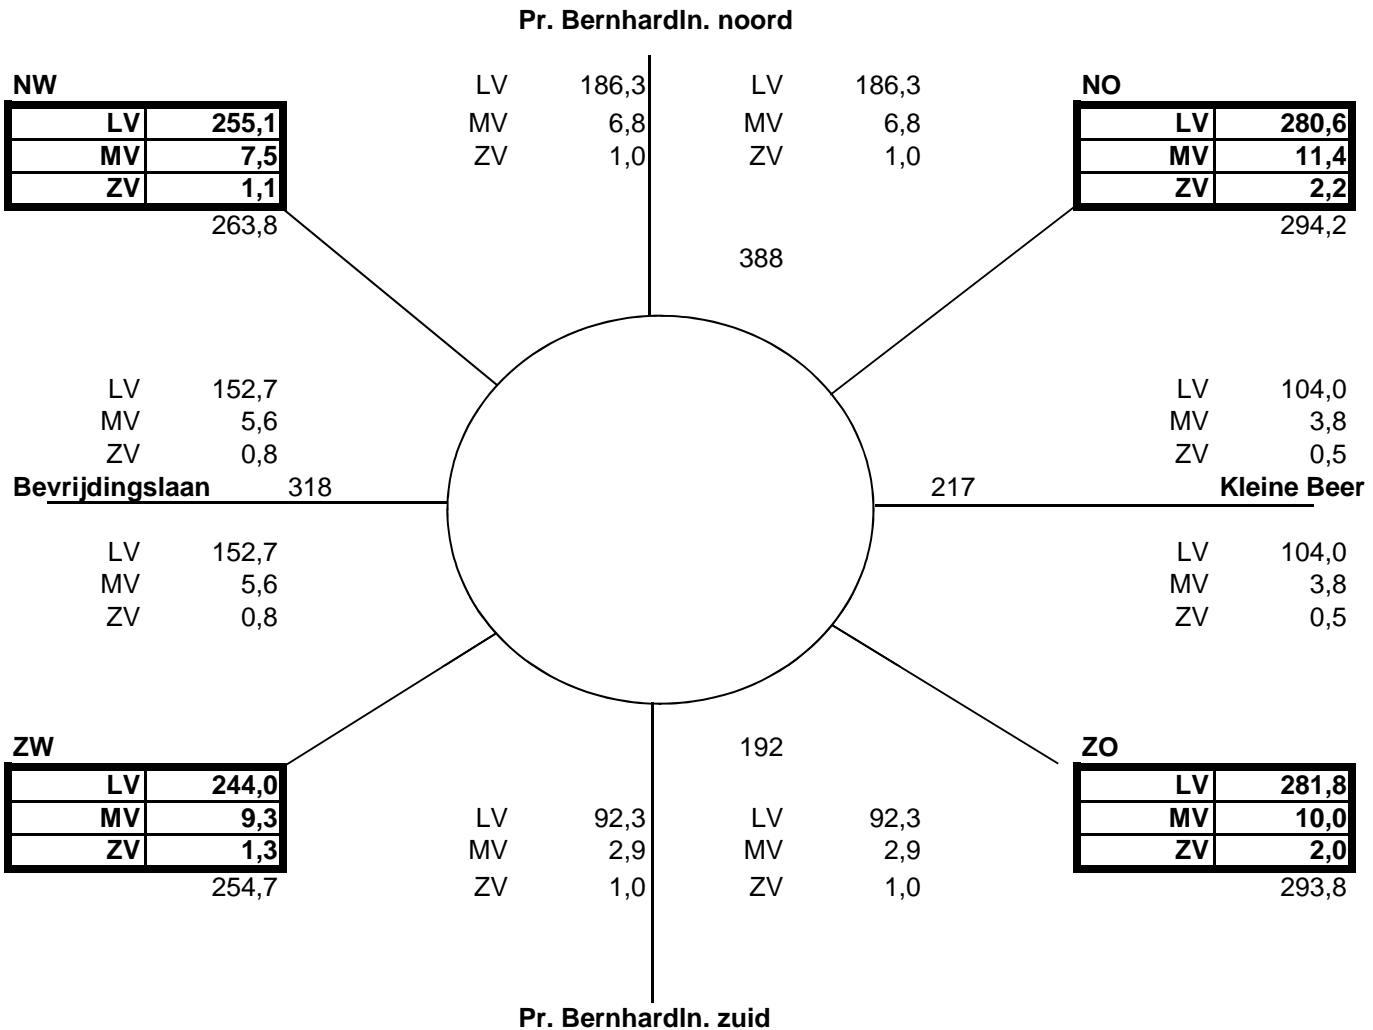 Pr. Bernhardln. noord
NW LV 186,3 LV 186,3 NO
LV 255,1 MV 6,8 MV 6,8 LV 280,6
MV 7,5 ZV 1,0 ZV 1,0 MV 11,4
ZV 1,1 ZV 2,2
263,8 294,2
388
LV 152,7 LV 104,0
MV 5,6 MV 3,8
ZV 0,8 ZV 0,5
Bevrijdingslaan 318 217 Kleine Beer
LV 152,7 LV 104,0
MV 5,6 MV 3,8
ZV 0,8 ZV 0,5
ZW 192 ZO
LV 244,0 LV 281,8
MV 9,3 LV 92,3 LV 92,3 MV 10,0
ZV 1,3 MV 2,9 MV 2,9 ZV 2,0
254,7 ZV 1,0 ZV 1,0 293,8
Pr. Bernhardln. zuid